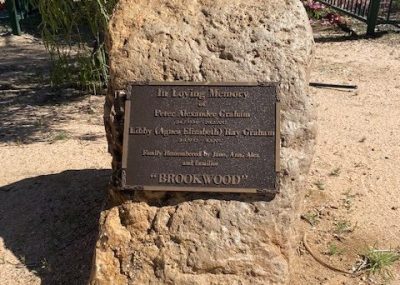 In Loving Memory
of
Peter Alexander Graham
Libby (Agnes Elizabeth) Hay Graham
Fondly Remembered by Jane, Ann, Alex
and families
"BROOKWOOD"